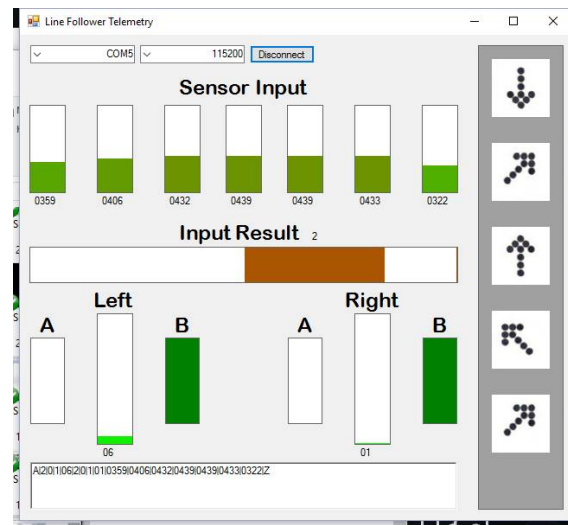 Line Follower Telemetry
COM5 115200 Disconnect
Sensor Input
0359 0406 0432 0439 0439 0433 0322
Input Result 2
Left Right
A B A B
06 01
A|2|0|1|06|2|0|1|01|0359|0406|0432|0439|0439|0433|0322|Z